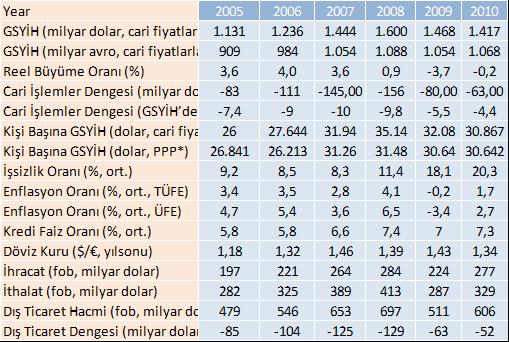 Year 2005 2006 2007 2008 2009 2010
GSYİH (milyar dolar, cari fiyatlar 1.131 1.236 1.444 1.600 1.468 1.417
GSYİH (milyar avro, cari fiyatlarla 909 984 1.054 1.088 1.054 1.068
Reel Büyüme Oranı (%) 3,6 4,0 3,6 0,9 -3,7 -0,2
Cari İşlemler Dengesi (milyar do -83 -111 -145,00 -156 -80,00 -63,00
Cari İşlemler Dengesi (GSYİH'de -7,4 -9 -10 -9,8 -5,5 -4,4
Kişi Başına GSYİH (dolar, cari fiya 26 27.644 31.94 35.14 32.08 30.867
Kişi Başına GSYİH (dolar, PPP*) 26.841 26.213 31.26 31.48 30.64 30.642
İşsizlik Oranı (%, ort.) 9,2 8,5 8,3 11,4 18,1 20,3
Enflasyon Oranı (%, ort., TÜFE) 3,4 3,5 2,8 4,1 -0,2 1,7
Enflasyon Oranı (%, ort., ÜFE) 4,7 5,4 3,6 6,5 -3,4 2,7
Kredi Faiz Oranı (%, ort.) 5,8 5,8 6,6 7,4 7 7,3
Döviz Kuru ($/€, yılsonu) 1,18 1,32 1,46 1,39 1,43 1,34
İhracat (fob, milyar dolar) 197 221 264 284 224 277
İthalat (fob, milyar dolar) 282 325 389 413 287 329
Dış Ticaret Hacmi (fob, milyar do 479 546 653 697 511 606
Dış Ticaret Dengesi (milyar dolar -85 -104 -125 -129 -63 -52